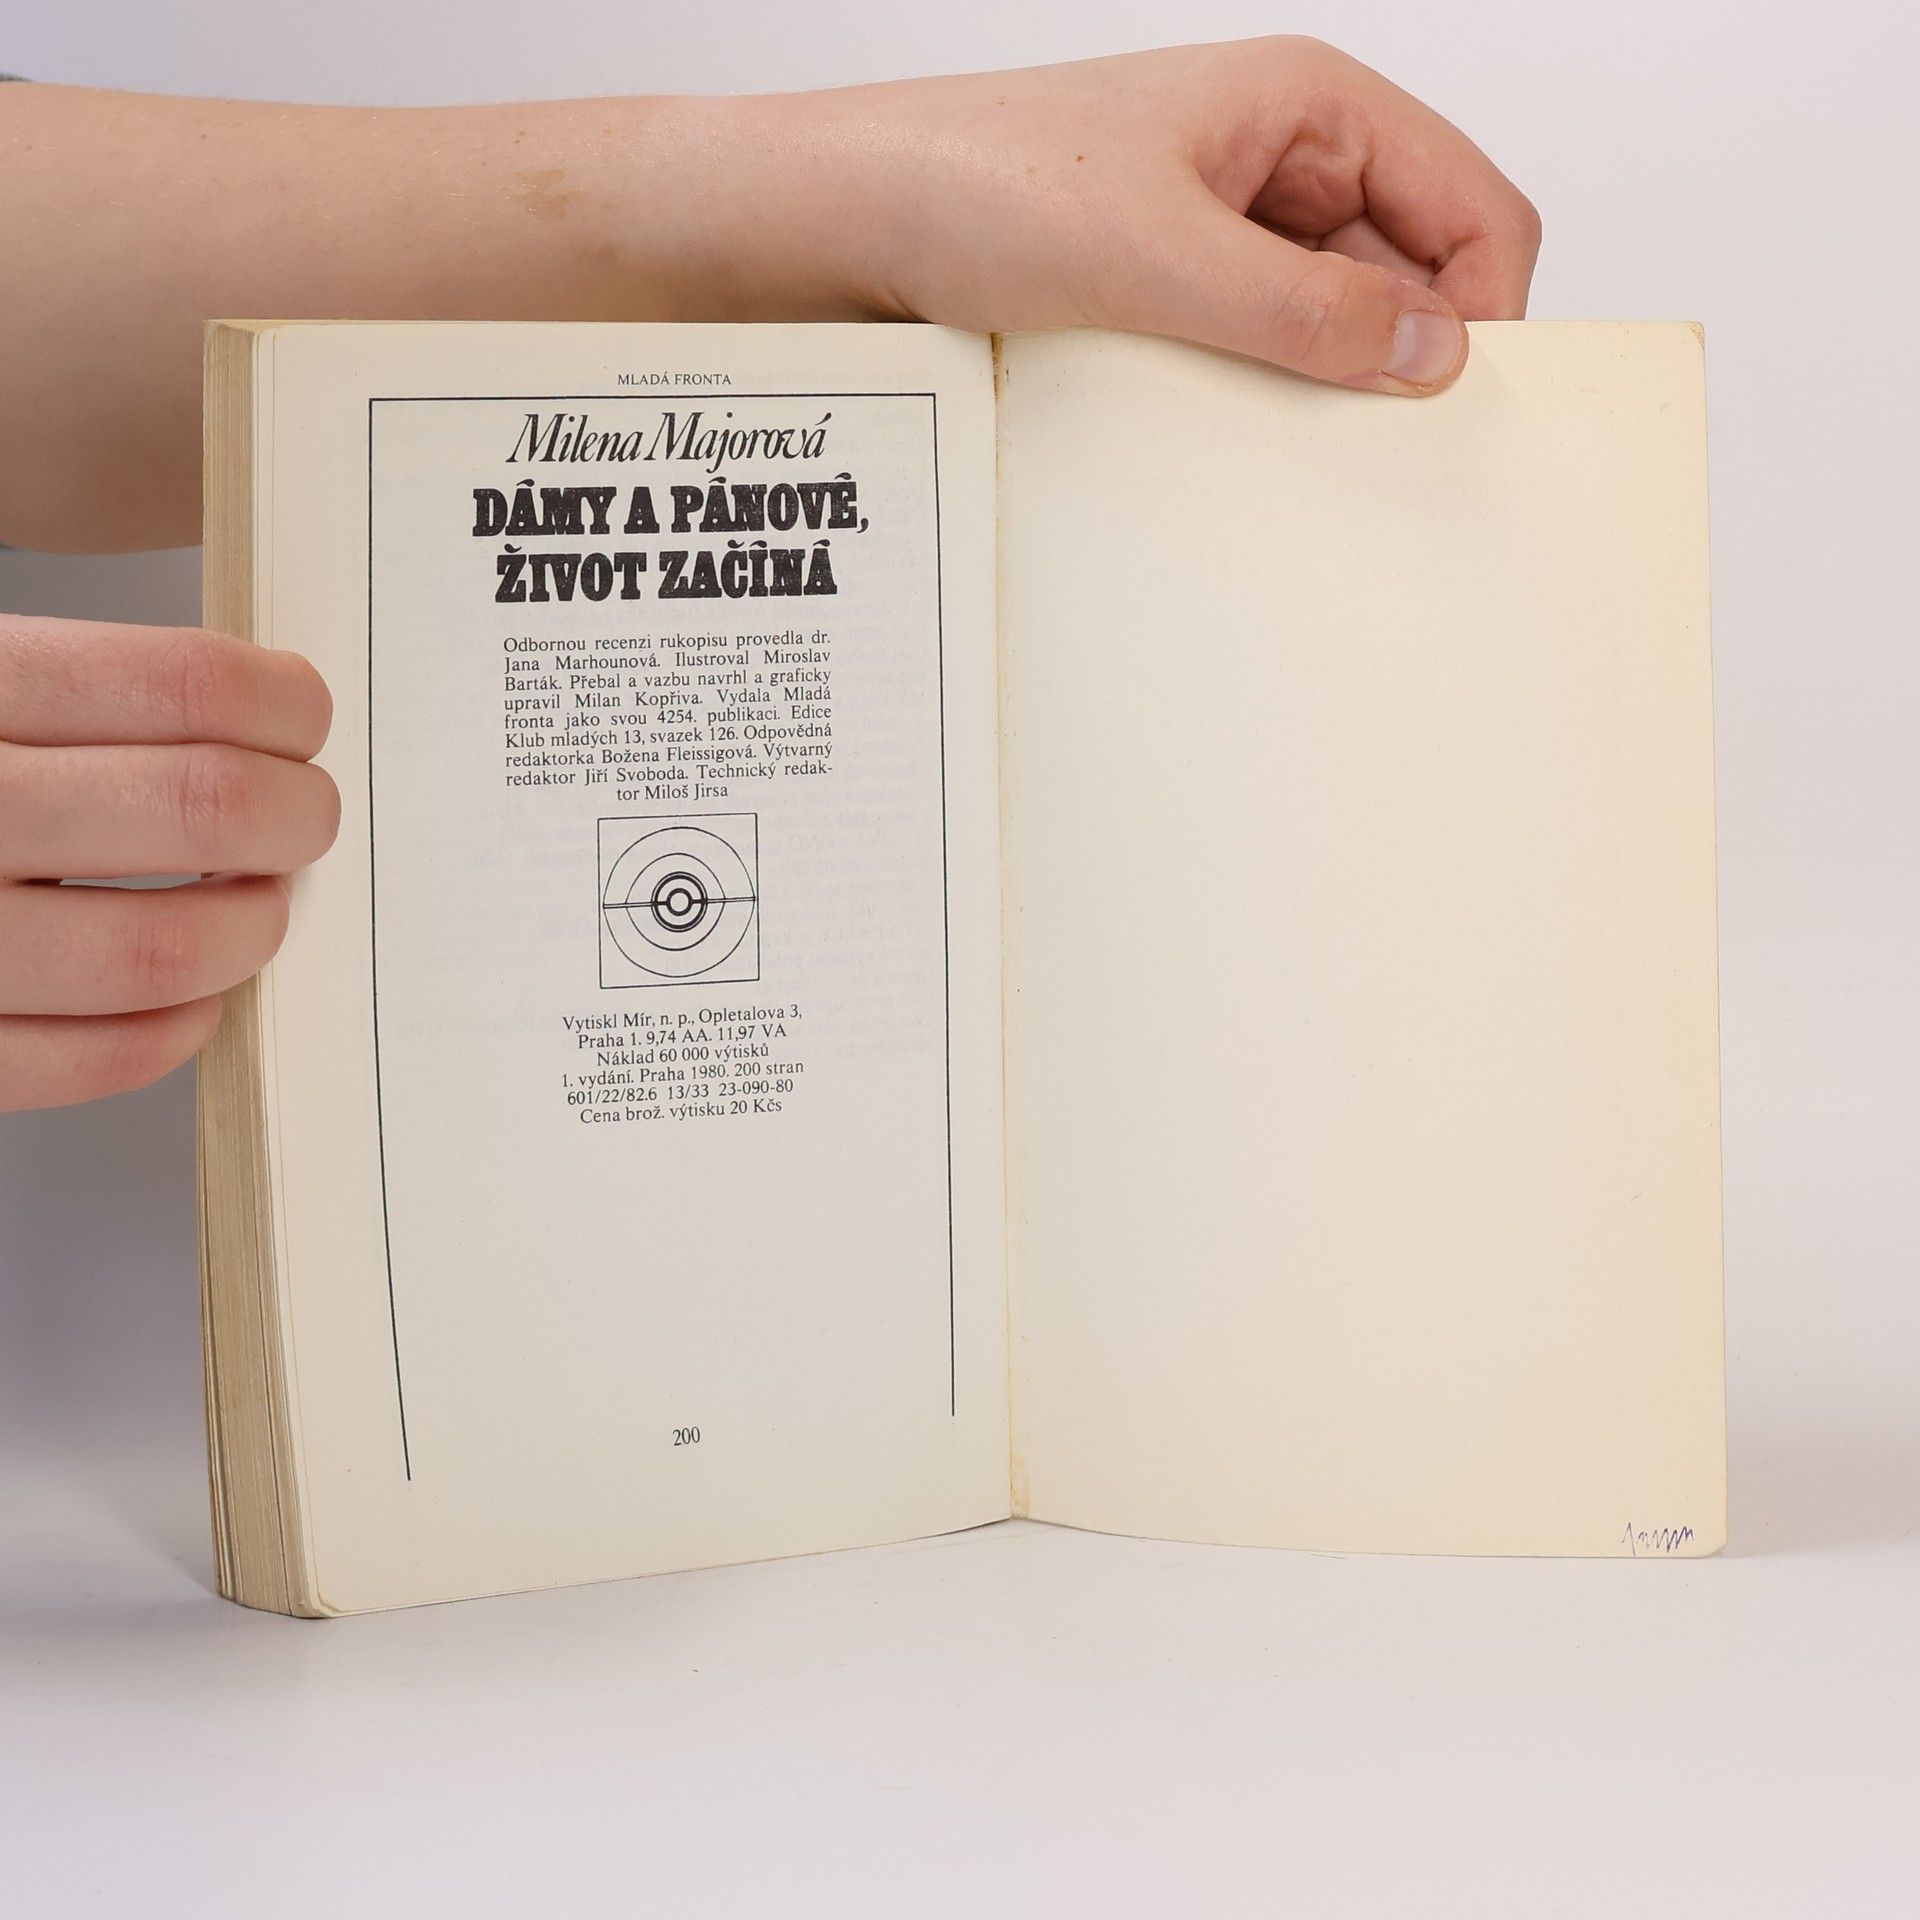 MLADÁ FRONTA
Milena Majorová
DÁMY A PÁNOVÉ,
ŽIVOT ZAČÍNÁ
Odbornou recenzi rukopisu provedla dr.
Jana Marhounová. Ilustroval Miroslav
Barták. Přebal a vazbu navrhl a graficky
upravil Milan Kopřiva. Vydala Mladá
fronta jako svou 4254. publikaci. Edice
Klub mladých 13, svazek 126. Odpovědná
redaktorka Božena Fleissigová. Výtvarný
redaktor Jiří Svoboda. Technický redak-
tor Miloš Jirsa
Vytiskl Mír, n. p., Opletalova 3,
Praha 1. 9,74 AA. 11,97 VA
Náklad 60 000 výtisků
1. vydání. Praha 1980. 200 stran
601/22/82.6 13/33 23-090-80
Cena brož. výtisku 20 Kčs
200